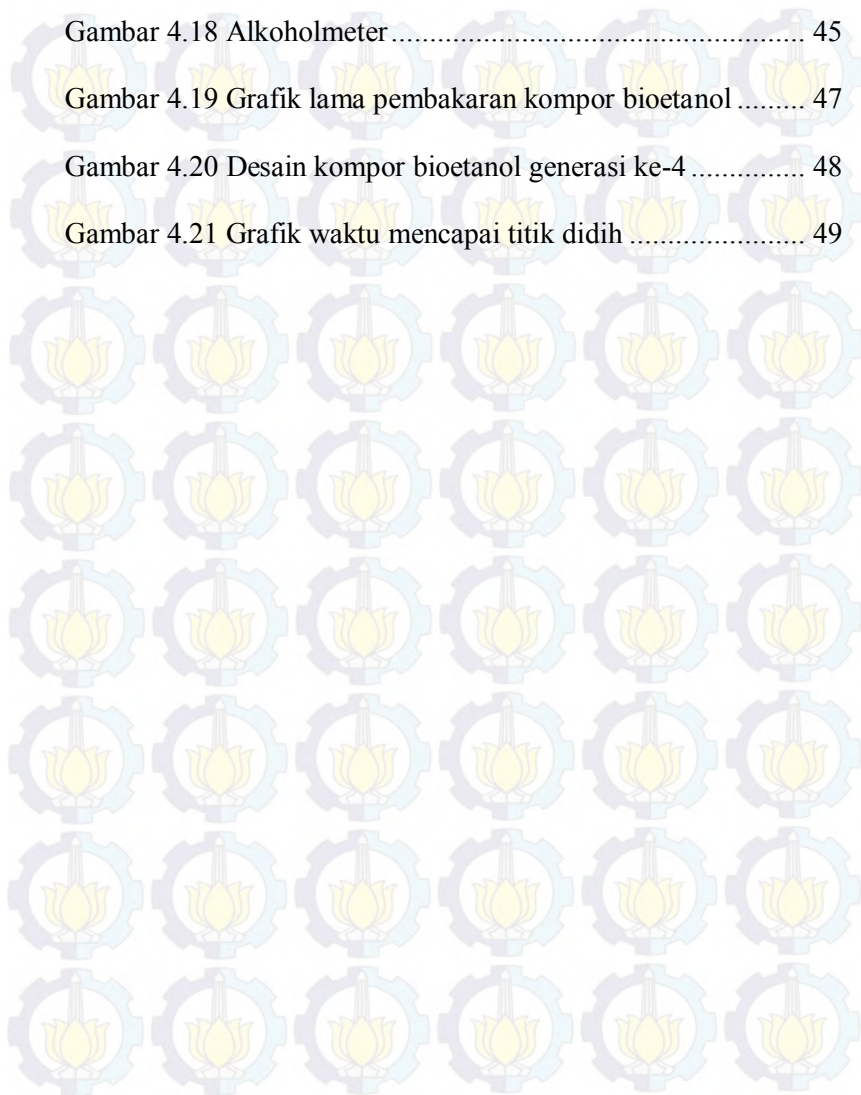 Gambar 4.18 Alkoholmeter..................................................... 45
Gambar 4.19 Grafik lama pembakaran kompor bioetanol ......... 47
Gambar 4.20 Desain kompor bioetanol generasi ke-4............... 48
Gambar 4.21 Grafik waktu mencapai titik didih ....................... 49